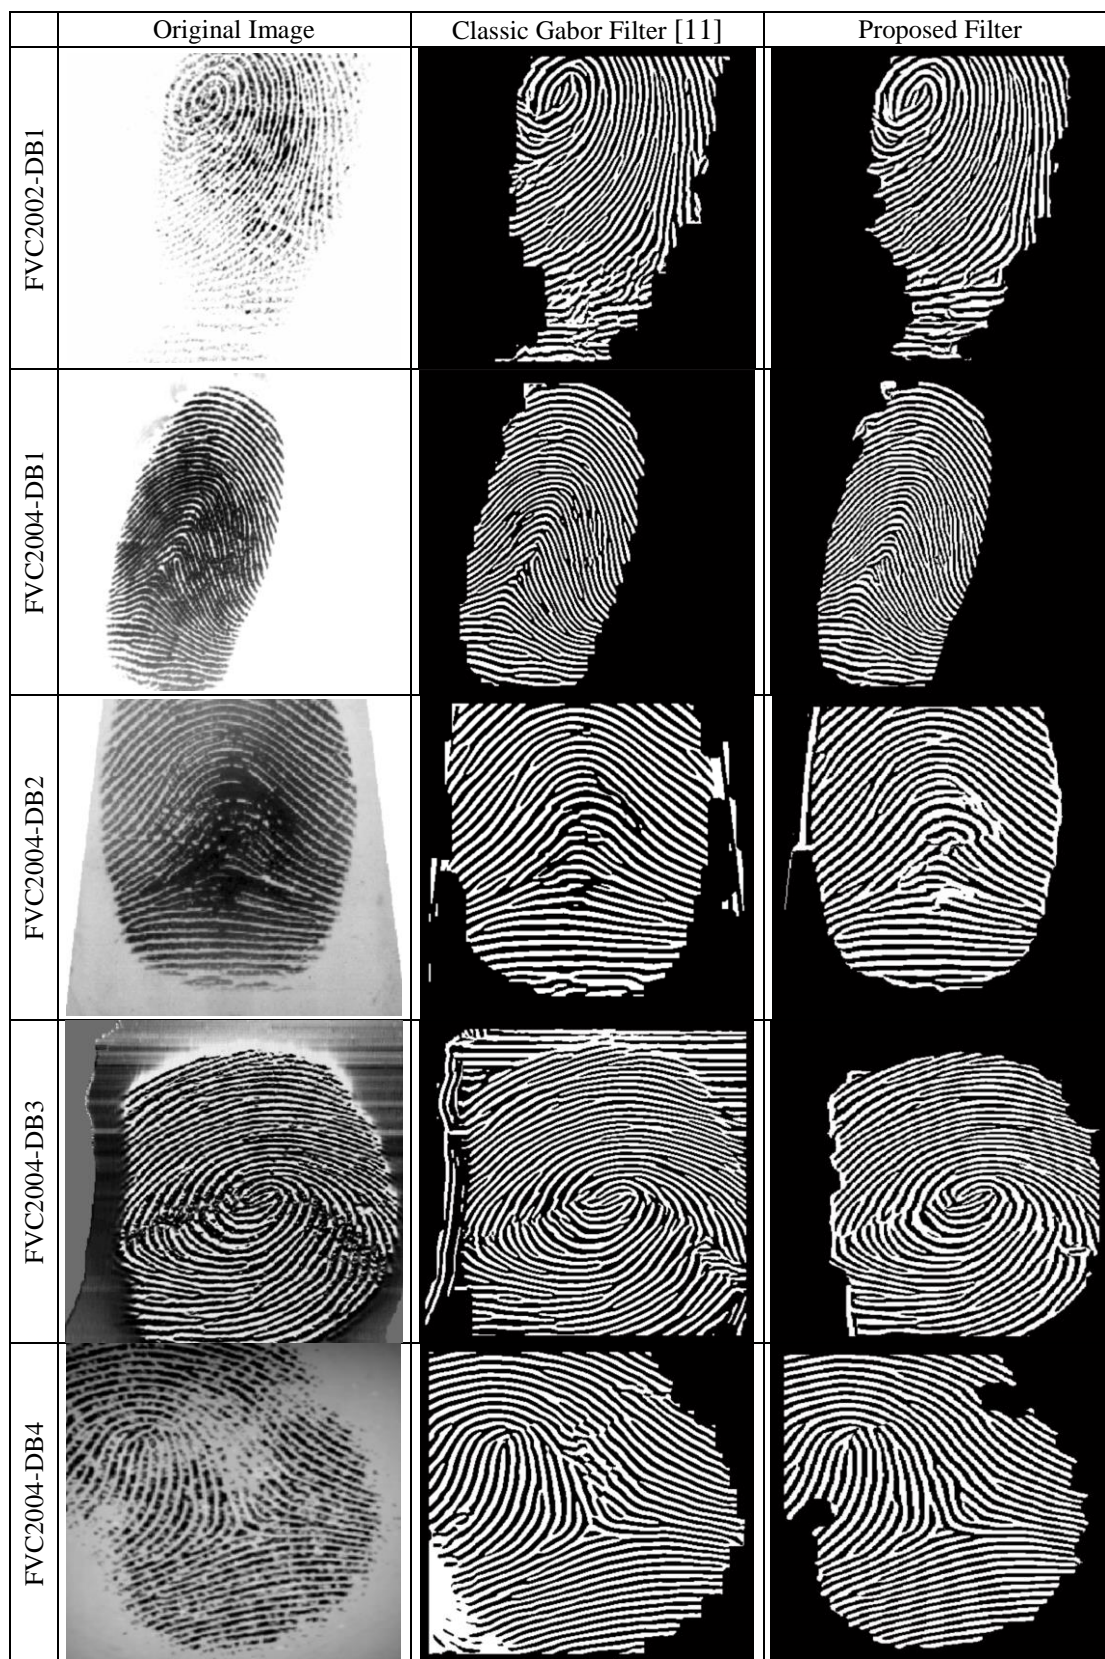 Original Image
Classic Gabor Filter [11]
Proposed Filter
FVC2002-DB1
FVC2004-DB1
FVC2004-DB2
FVC2004-DB3
FVC2004-DB4